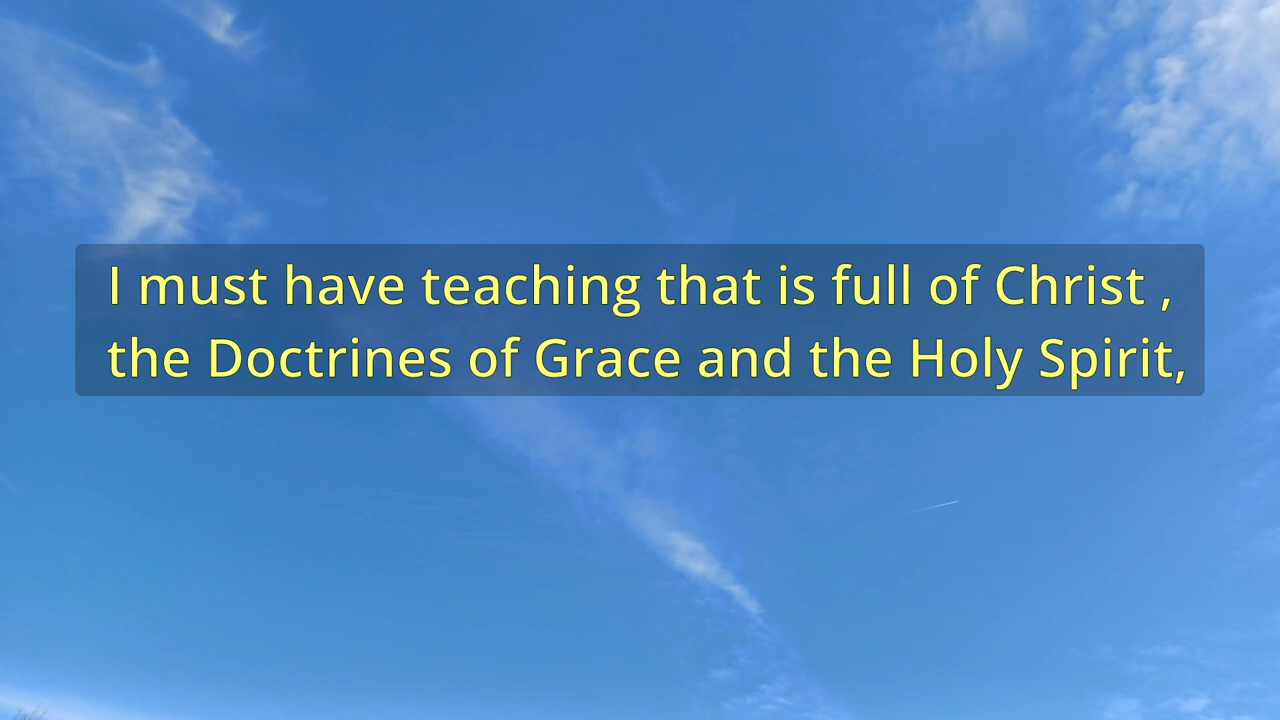 I must have teaching that is full of Christ ,
the Doctrines of Grace and the Holy Spirit,